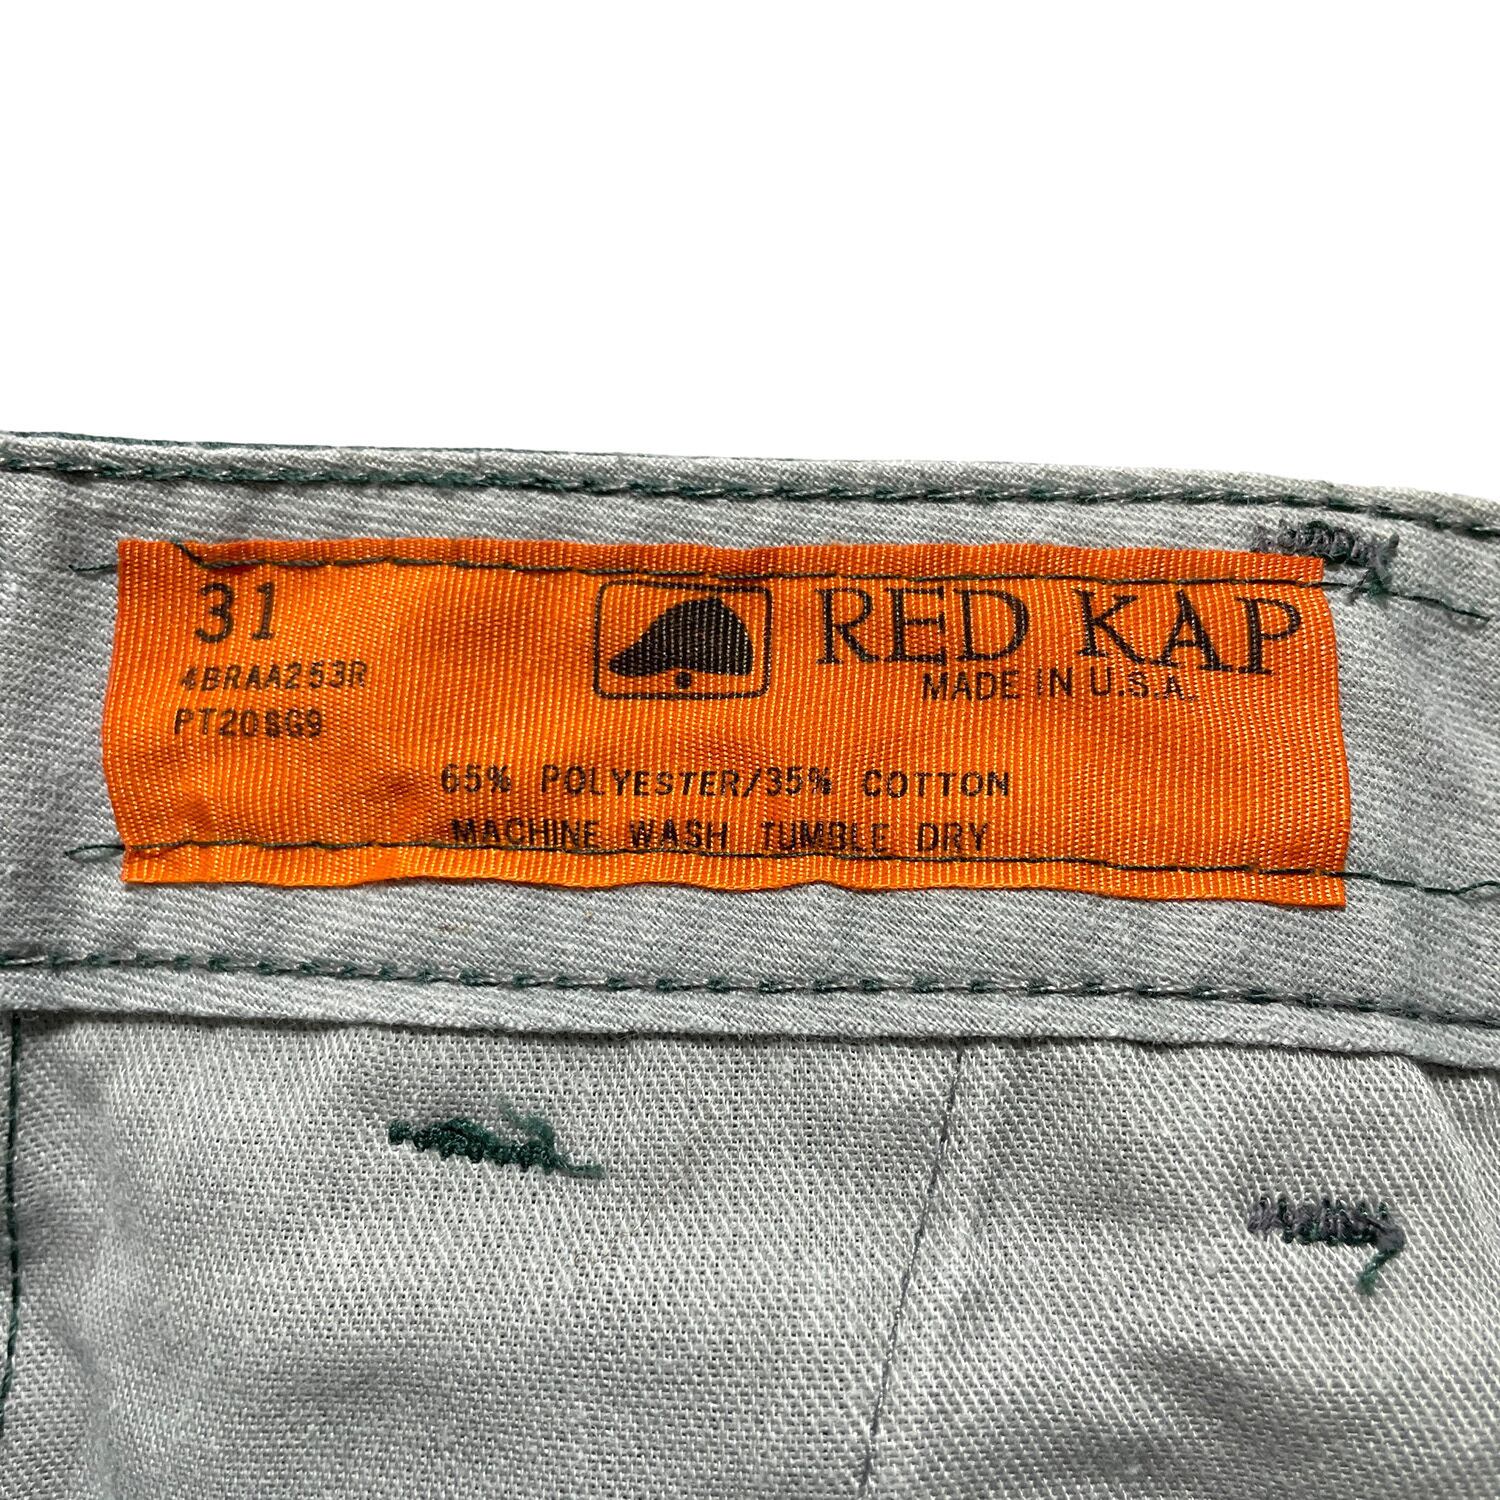 31
4BRAA253R
PT20SG9
RED KAP
MADE IN U.S.A.
65% POLYESTER/35% COTTON
MACHINE WASH TUMBLE DRY